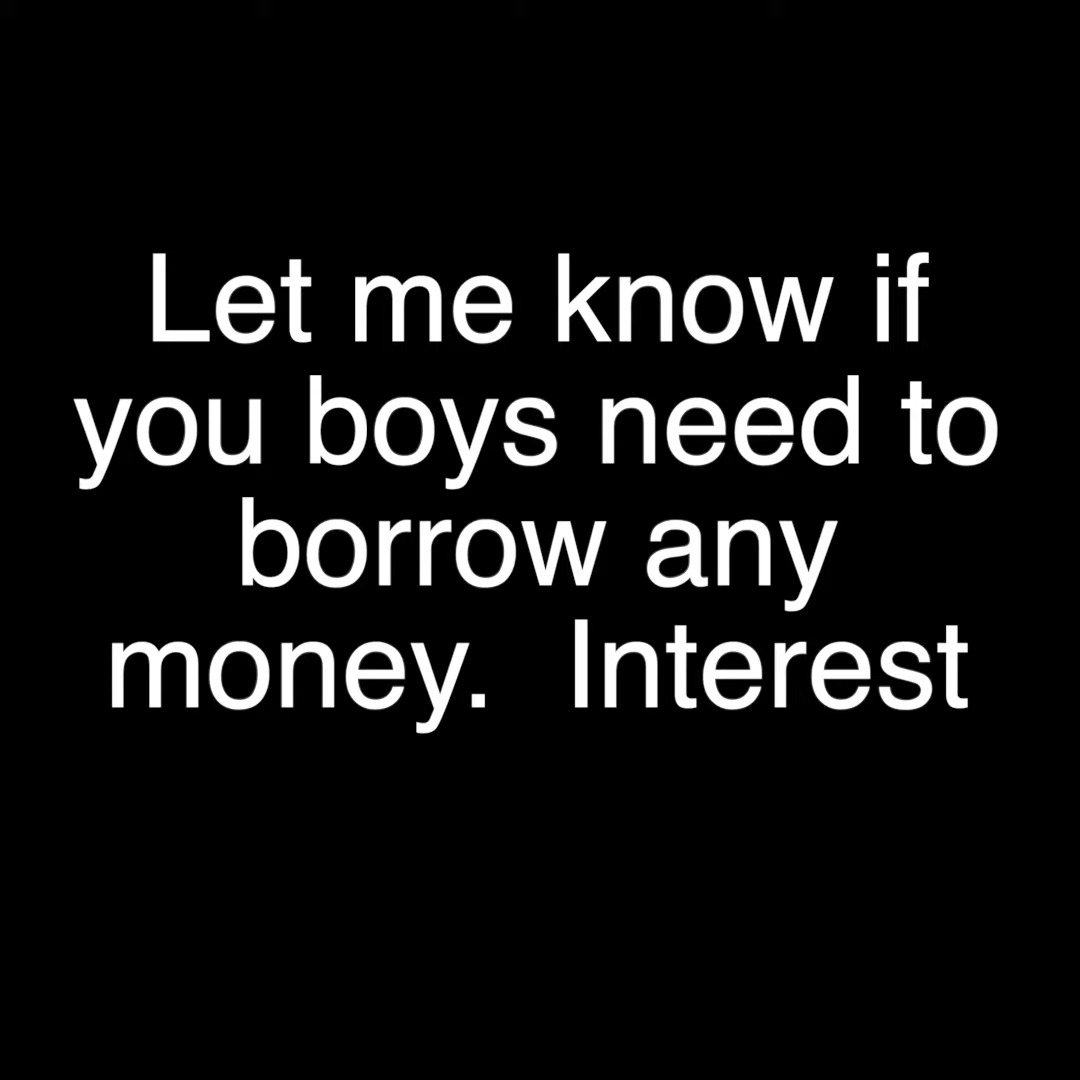 Let me know if
you boys need to
borrow any
money.  Interest